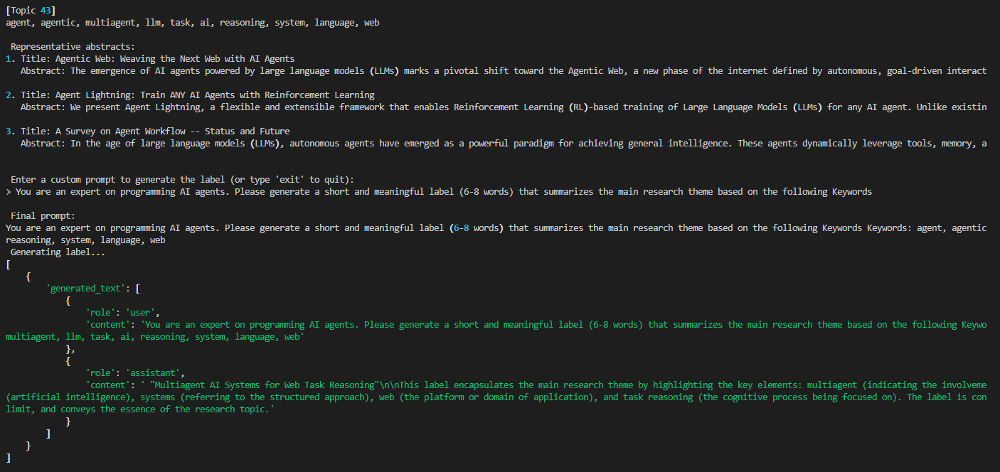 [Topic 43]
agent, agentic, multiagent, llm, task, ai, reasoning, system, language, web
Representative abstracts:
1. Title: Agentic Web: Weaving the Next Web with AI Agents
Abstract: The emergence of AI agents powered by large language models (LLMs) marks a pivotal shift toward the Agentic Web, a new phase of the internet defined by autonomous, goal-driven interact
2. Title: Agent Lightning: Train ANY AI Agents with Reinforcement Learning
Abstract: We present Agent Lightning, a flexible and extensible framework that enables Reinforcement Learning (RL)-based training of Large Language Models (LLMs) for any AI agent. Unlike existin
3. Title: A Survey on Agent Workflow -- Status and Future
Abstract: In the age of large language models (LLMs), autonomous agents have emerged as a powerful paradigm for achieving general intelligence. These agents dynamically leverage tools, memory, a
Enter a custom prompt to generate the label (or type 'exit' to quit):
> You are an expert on programming AI agents. Please generate a short and meaningful label (6-8 words) that summarizes the main research theme based on the following Keywords
Final prompt:
You are an expert on programming AI agents. Please generate a short and meaningful label (6-8 words) that summarizes the main research theme based on the following Keywords Keywords: agent, agentic
reasoning, system, language, web
Generating label...
[
{
'generated_text': [
{
'role': 'user',
'content': 'You are an expert on programming AI agents. Please generate a short and meaningful label (6-8 words) that summarizes the main research theme based on the following Keywo
multiagent, llm, task, ai, reasoning, system, language, web'
},
{
'role': 'assistant',
'content': ' "Multiagent AI Systems for Web Task Reasoning"\n\nThis label encapsulates the main research theme by highlighting the key elements: multiagent (indicating the involveme
(artificial intelligence), systems (referring to the structured approach), web (the platform or domain of application), and task reasoning (the cognitive process being focused on). The label is con
limit, and conveys the essence of the research topic.'
}
]
}
]